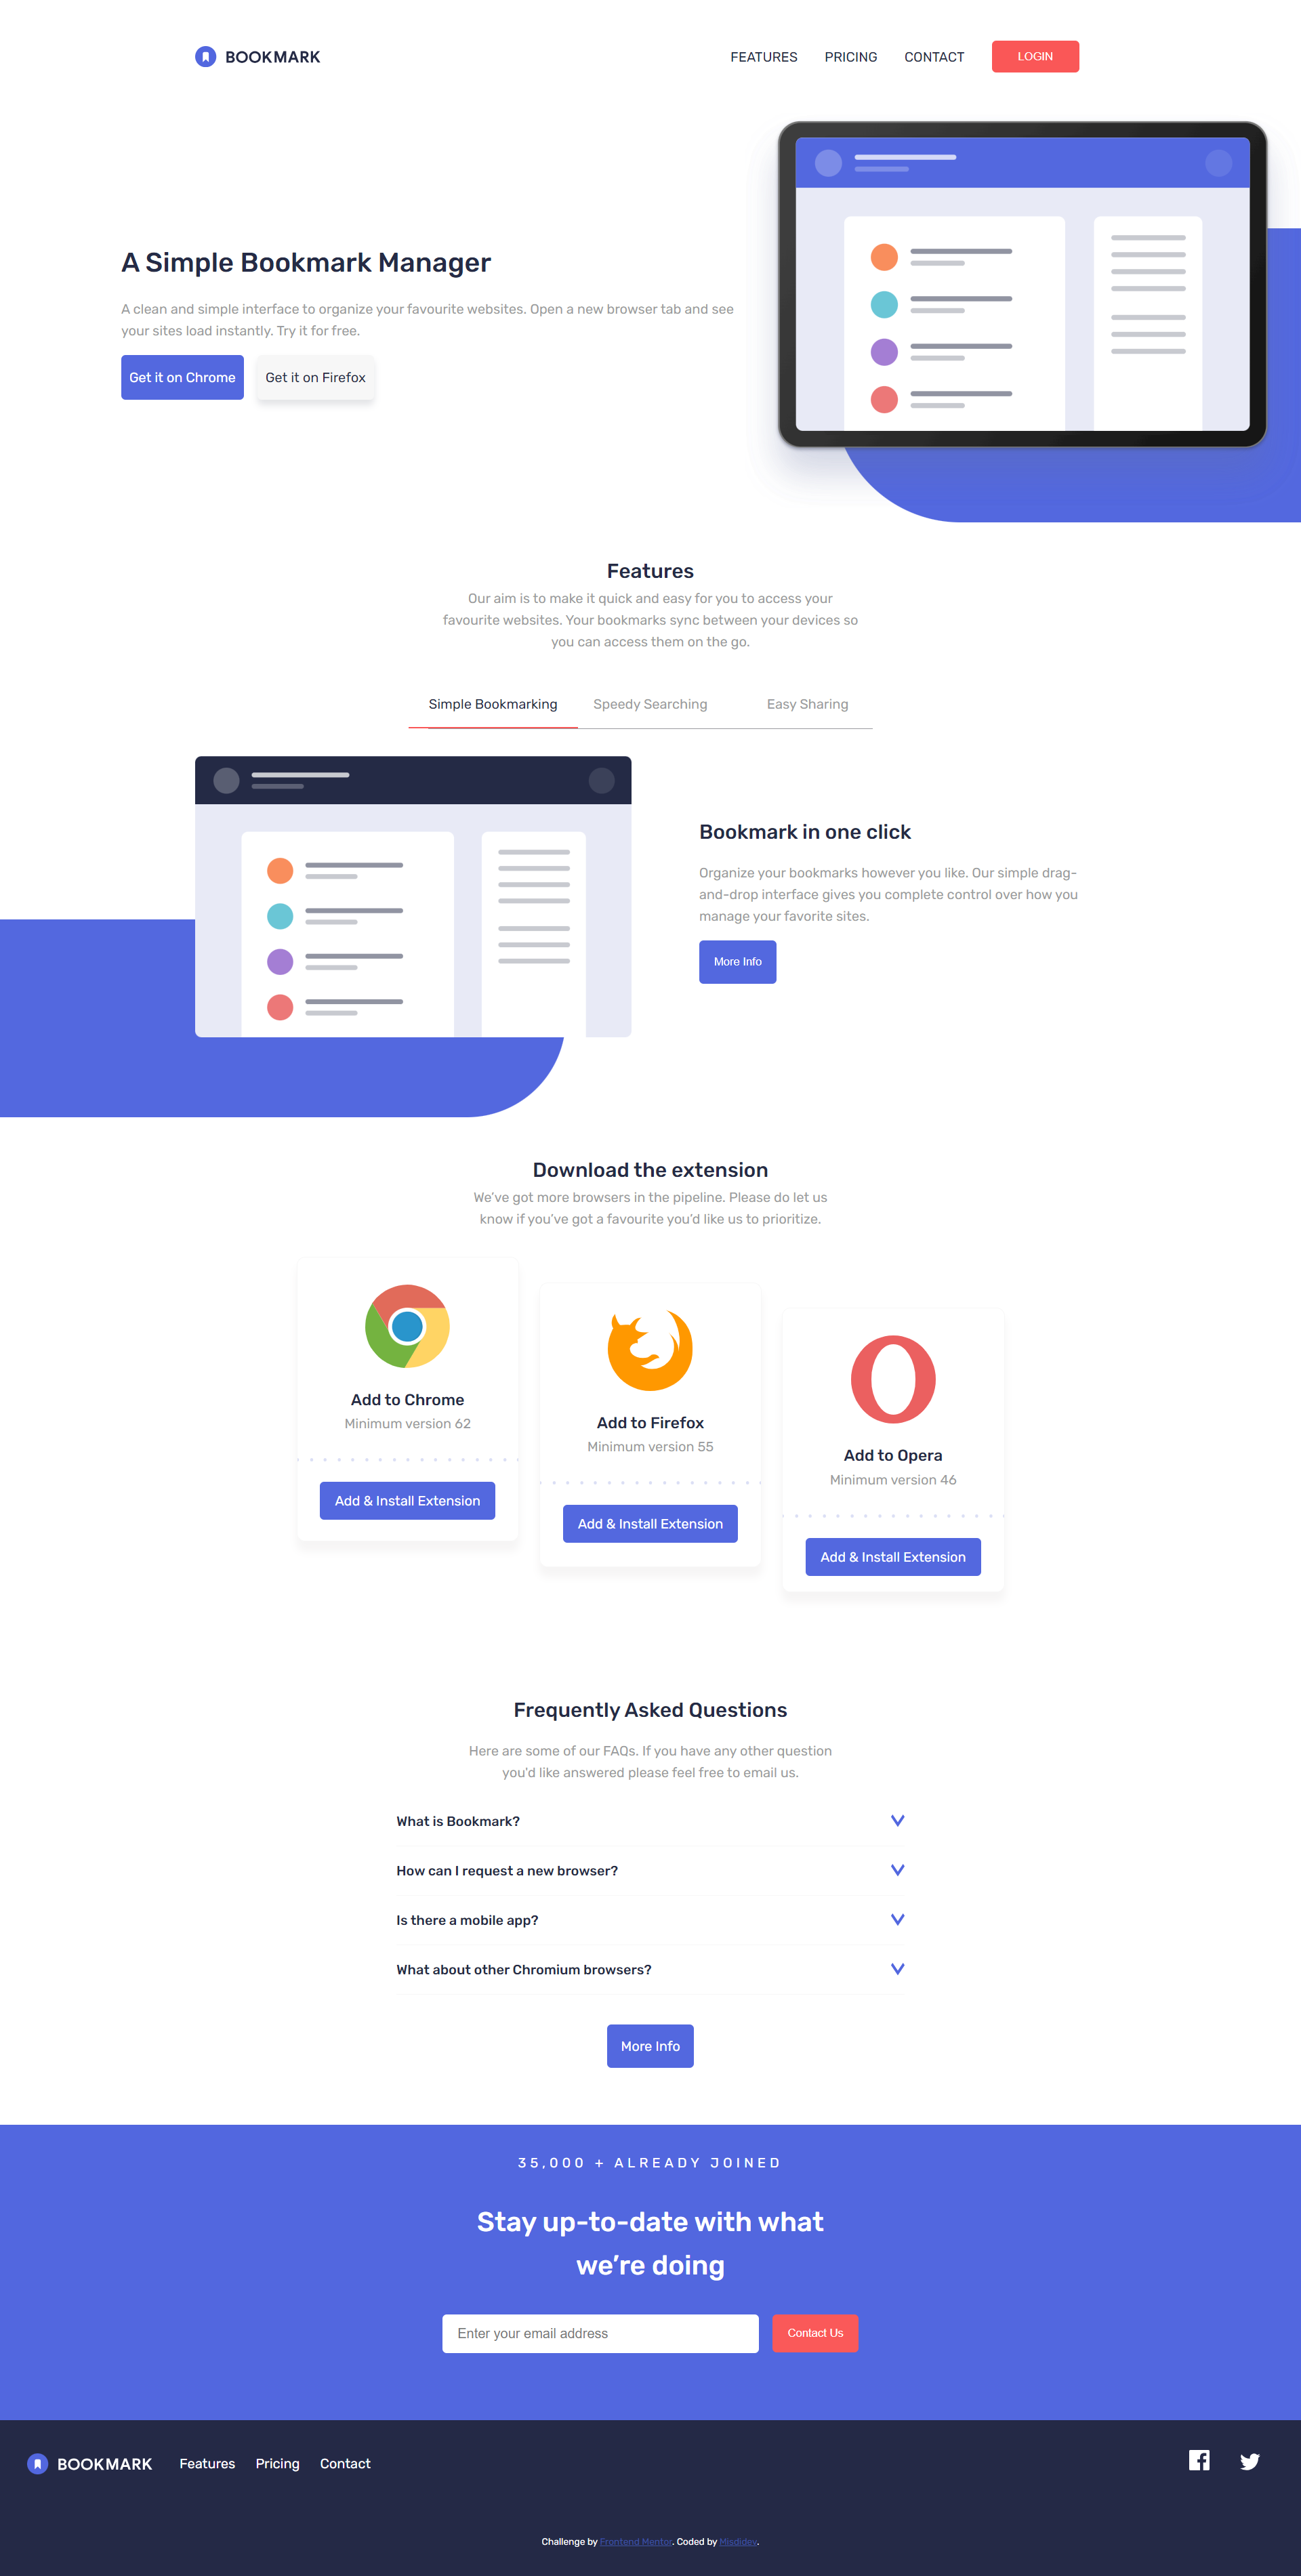 BOOKMARK
FEATURES PRICING CONTACT LOGIN
A Simple Bookmark Manager
A clean and simple interface to organize your favourite websites. Open a new browser tab and see
your sites load instantly. Try it for free.
Get it on Chrome Get it on Firefox
Features
Our aim is to make it quick and easy for you to access your
favourite websites. Your bookmarks sync between your devices so
you can access them on the go.
Simple Bookmarking Speedy Searching Easy Sharing
Bookmark in one click
Organize your bookmarks however you like. Our simple drag-
and-drop interface gives you complete control over how you
manage your favorite sites.
More Info
Download the extension
We’ve got more browsers in the pipeline. Please do let us
know if you’ve got a favourite you’d like us to prioritize.
Add to Chrome
Minimum version 62
Add & Install Extension
Add to Firefox
Minimum version 55
Add & Install Extension
Add to Opera
Minimum version 46
Add & Install Extension
Frequently Asked Questions
Here are some of our FAQs. If you have any other question
you’d like answered please feel free to email us.
What is Bookmark?
How can I request a new browser?
Is there a mobile app?
What about other Chromium browsers?
More Info
35,000 + ALREADY JOINED
Stay up-to-date with what
we’re doing
Enter your email address Contact Us
BOOKMARK Features Pricing Contact
Challenge by Frontend Mentor. Coded by Misdidev.